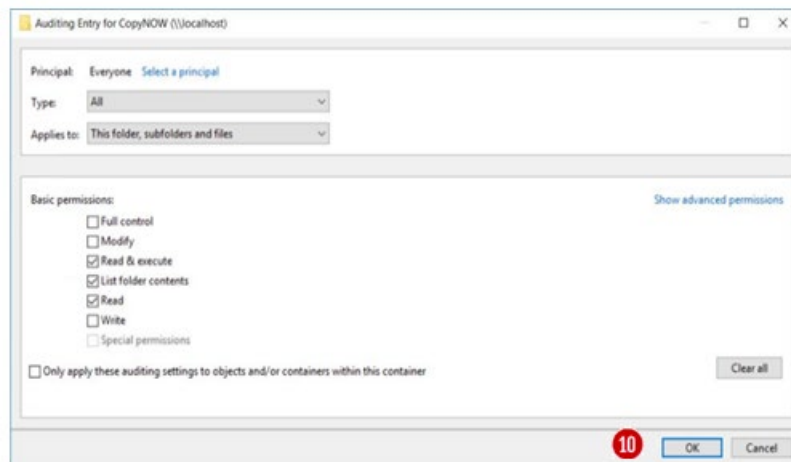 Auditing Entry for CopyNOW (\\localhost)
Principal: Everyone Select a principal
Type: All
Applies to: This folder, subfolders and files
Basic permissions: Show advanced permissions
Full control
Modify
Read & execute
List folder contents
Read
Write
Special permissions
Only apply these auditing settings to objects and/or containers within this container Clear all
10 OK Cancel